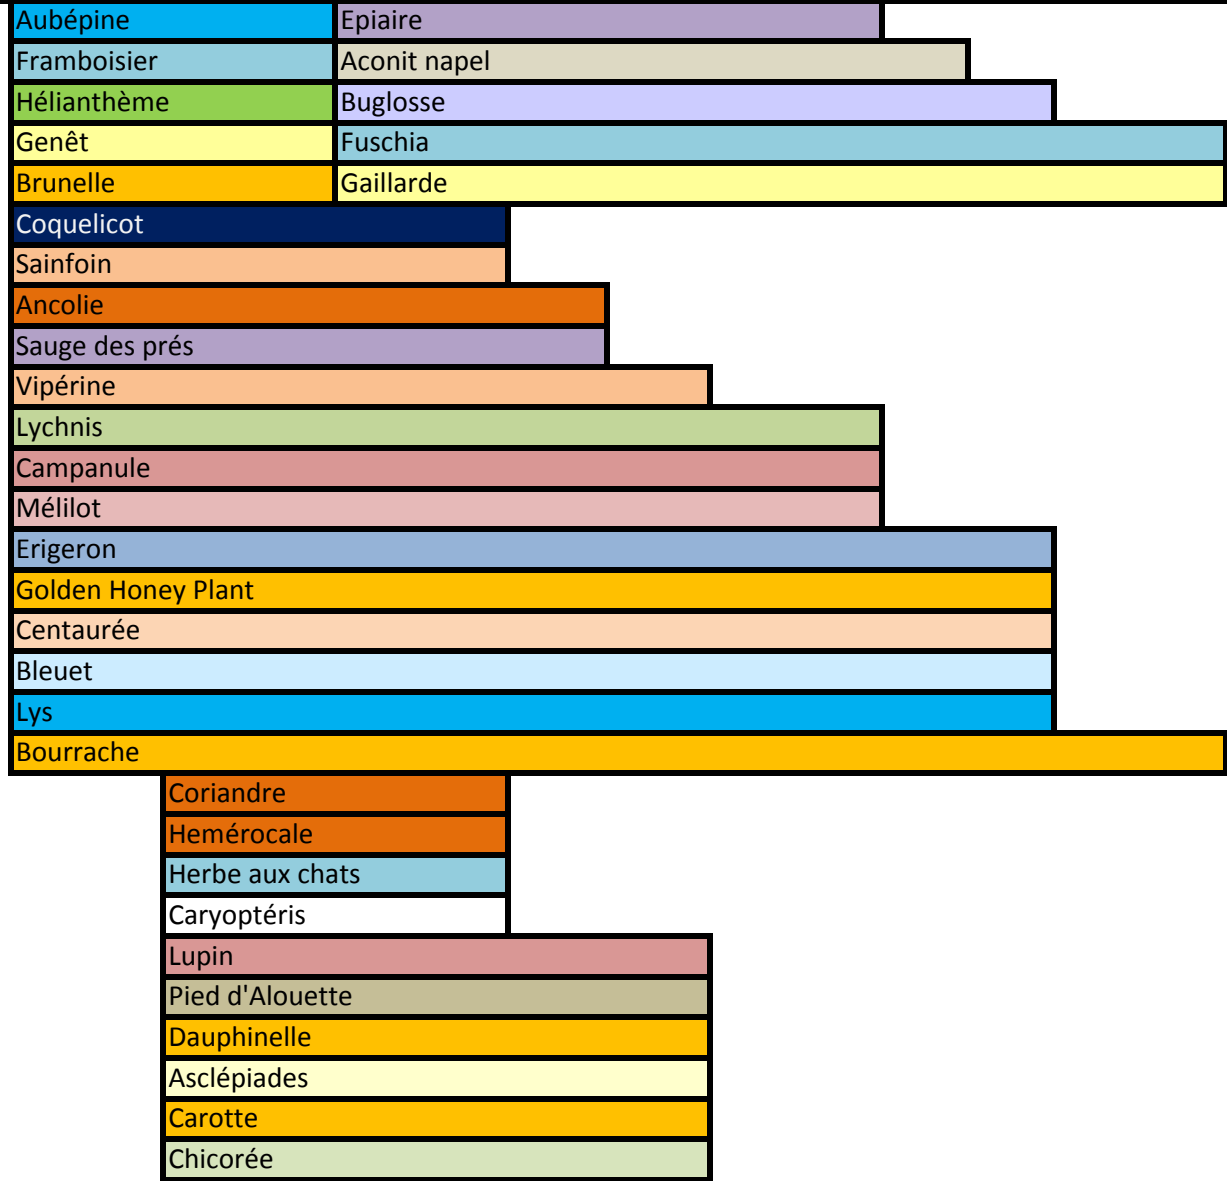 Aubépine Epiaire
Framboisier Aconit napel
Hélianthème Buglosse
Genêt Fuschia
Brunelle Gaillarde
Coquelicot
Sainfoin
Ancolie
Sauge des prés
Vipérine
Lychnis
Campanule
Mélilot
Erigeron
Golden Honey Plant
Centaurée
Bleuet
Lys
Bourrache
Coriandre
Hemérocale
Herbe aux chats
Caryoptéris
Lupin
Pied d'Alouette
Dauphinelle
Asclépiades
Carotte
Chicorée